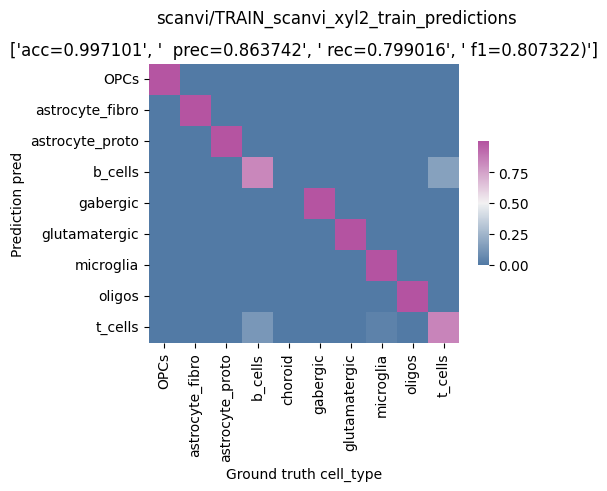 scanvi/TRAIN_scanvi_xyl2_train_predictions
['acc=0.997101', '  prec=0.863742', ' rec=0.799016', ' f1=0.807322)']
OPCs
astrocyte_fibro
astrocyte_proto
b_cells
gabergic
glutamatergic
microglia
oligos
t_cells
Prediction pred
0.75
0.50
0.25
0.00
OPCs
astrocyte_fibro
astrocyte_proto
b_cells
choroid
gabergic
glutamatergic
microglia
oligos
t_cells
Ground truth cell_type